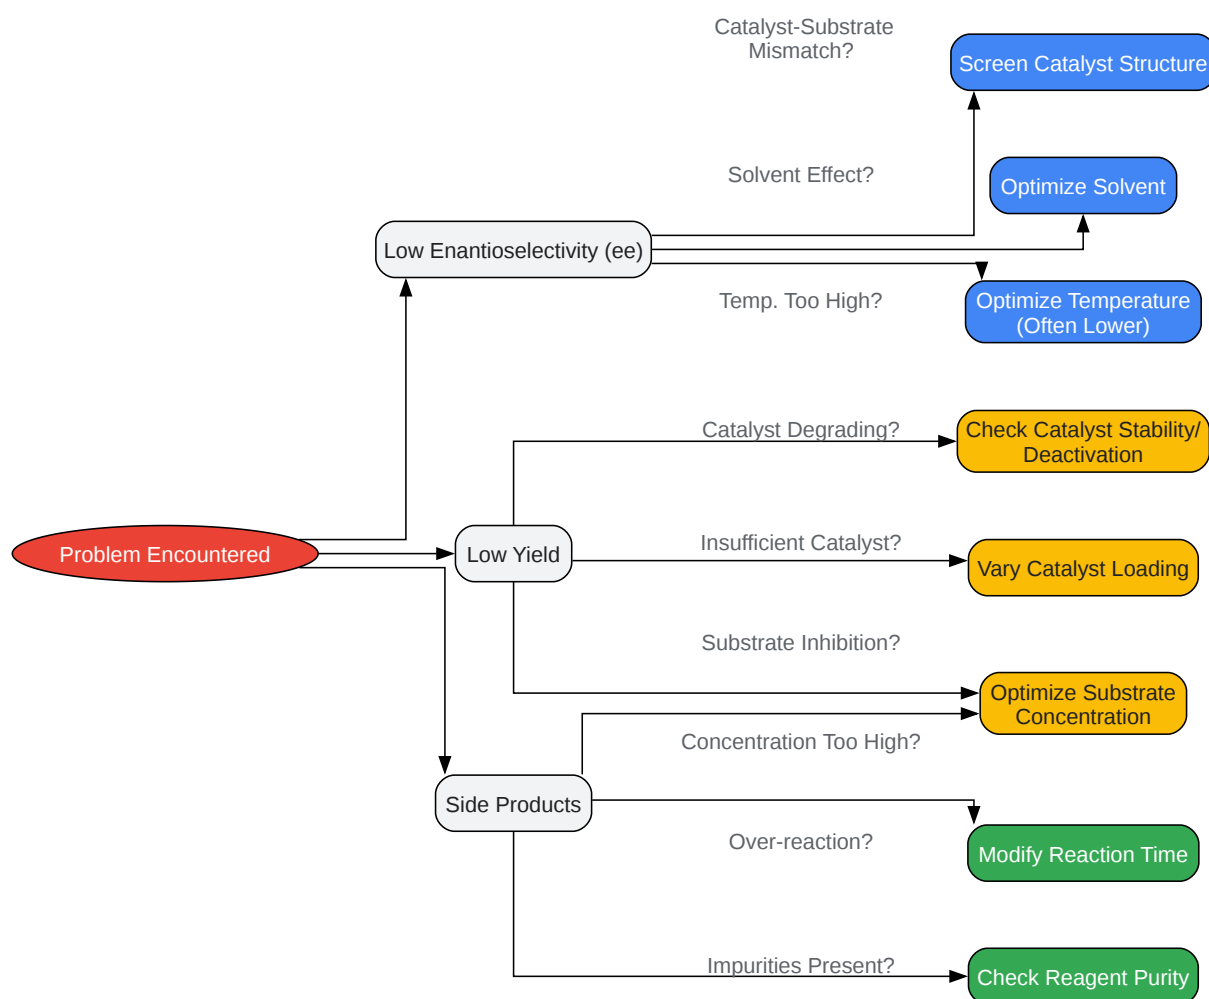 Catalyst-Substrate
Mismatch?
Screen Catalyst Structure
Solvent Effect?
Optimize Solvent
Low Enantioselectivity (ee)
Temp. Too High?
Optimize Temperature
(Often Lower)
Catalyst Degrading?
Check Catalyst Stability/
Deactivation
Problem Encountered
Low Yield
Insufficient Catalyst?
Vary Catalyst Loading
Substrate Inhibition?
Optimize Substrate
Concentration
Concentration Too High?
Side Products
Over-reaction?
Modify Reaction Time
Impurities Present?
Check Reagent Purity